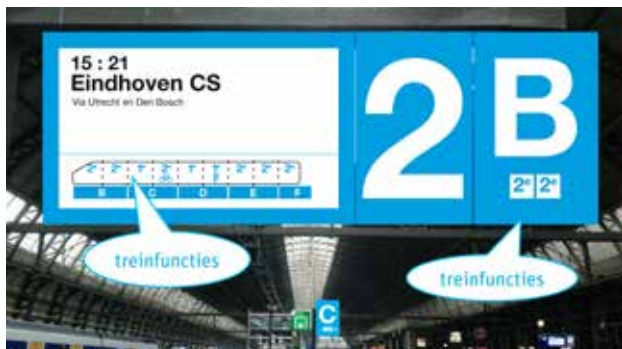 15 : 21
Eindhoven CS
Via Utrecht en Den Bosch
B C D E F
2
B
2e 2e
treinfuncties
treinfuncties
C